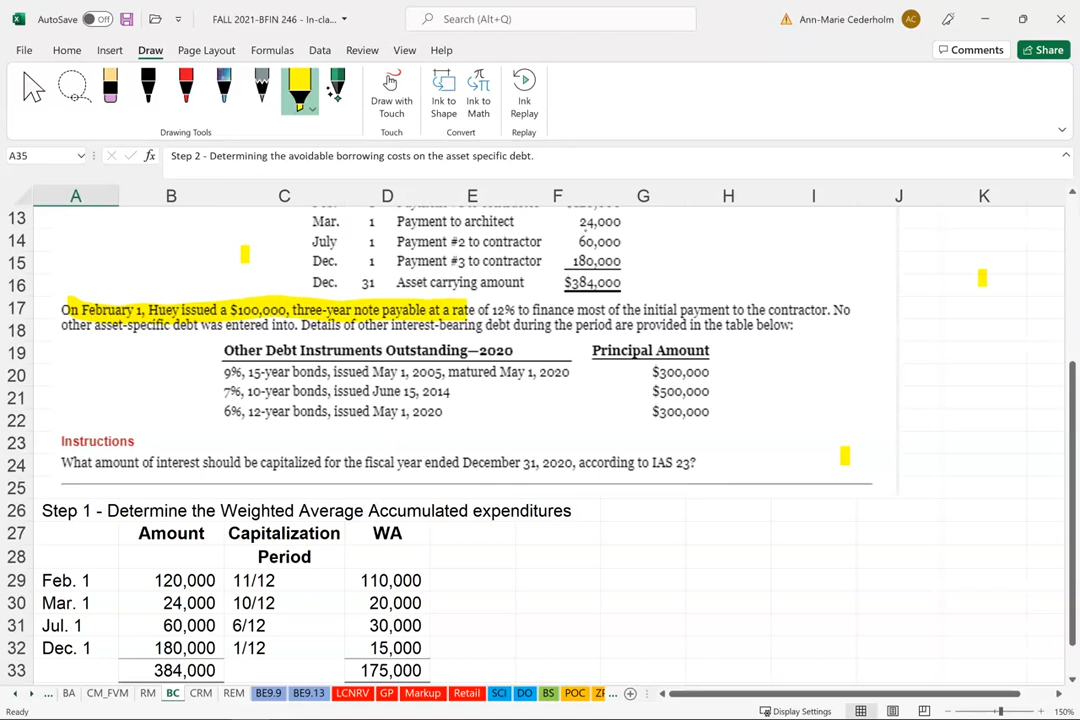 AutoSave Off FALL 2021-BFIN 246 - In-cla... Search (Alt+Q) Ann-Marie Cederholm AC
File Home Insert Draw Page Layout Formulas Data Review View Help Comments Share
Draw with Touch
Ink to Shape
Ink to Math
Ink Replay
Drawing Tools Touch Convert Replay
A35 fx Step 2 - Determining the avoidable borrowing costs on the asset specific debt.
A B C D E F G H I J K
13 Mar. 1 Payment to architect 24,000
14 July 1 Payment #2 to contractor 60,000
15 Dec. 1 Payment #3 to contractor 180,000
16 Dec. 31 Asset carrying amount $384,000
17 On February 1, Huey issued a $100,000, three-year note payable at a rate of 12% to finance most of the initial payment to the contractor. No
18 other asset-specific debt was entered into. Details of other interest-bearing debt during the period are provided in the table below:
19 Other Debt Instruments Outstanding—2020 Principal Amount
20 9%, 15-year bonds, issued May 1, 2005, matured May 1, 2020 $300,000
21 7%, 10-year bonds, issued June 15, 2014 $500,000
22 6%, 12-year bonds, issued May 1, 2020 $300,000
23 Instructions
24 What amount of interest should be capitalized for the fiscal year ended December 31, 2020, according to IAS 23?
25
26 Step 1 - Determine the Weighted Average Accumulated expenditures
27 Amount Capitalization WA
28 Period
29 Feb. 1 120,000 11/12 110,000
30 Mar. 1 24,000 10/12 20,000
31 Jul. 1 60,000 6/12 30,000
32 Dec. 1 180,000 1/12 15,000
33 384,000 175,000
... BA CM_FVM RM BC CRM REM BE9.9 BE9.13 LCNRV GP Markup Retail SCI DO BS POC ZF ...
Ready Display Settings 150%